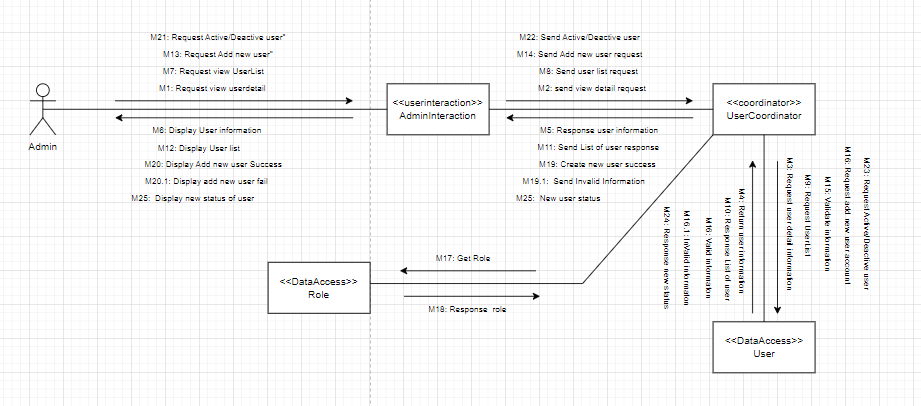 M21: Request Active/Deactive user"
M13: Request Add new user"
M7: Request view UserList
M1: Request view userdetail
M22: Send Active/Deactive user
M14: Send Add new user request
M8: Send user list request
M2: send view detail request
Admin
<<userinteraction>>
AdminInteraction
<<coordinator>>
UserCoordinator
M6: Display User information
M12: Display User list
M20: Display Add new user Success
M20.1: Display add new user fail
M25: Display new status of user
M5: Response user information
M11: Send List of user response
M19: Create new user success
M19.1: Send Invalid Information
M25: New user status
M23: Request Active/Deactive user
M16: Request add new user account
M15: Validate information
M9: Request UserList
M3: Request user detail information
M4: Return user information
M10: Response List of user
M16: Valid information
M16.1: InValid information
M24: Response new status
M17: Get Role
M18: Response role
<<DataAccess>>
Role
<<DataAccess>>
User